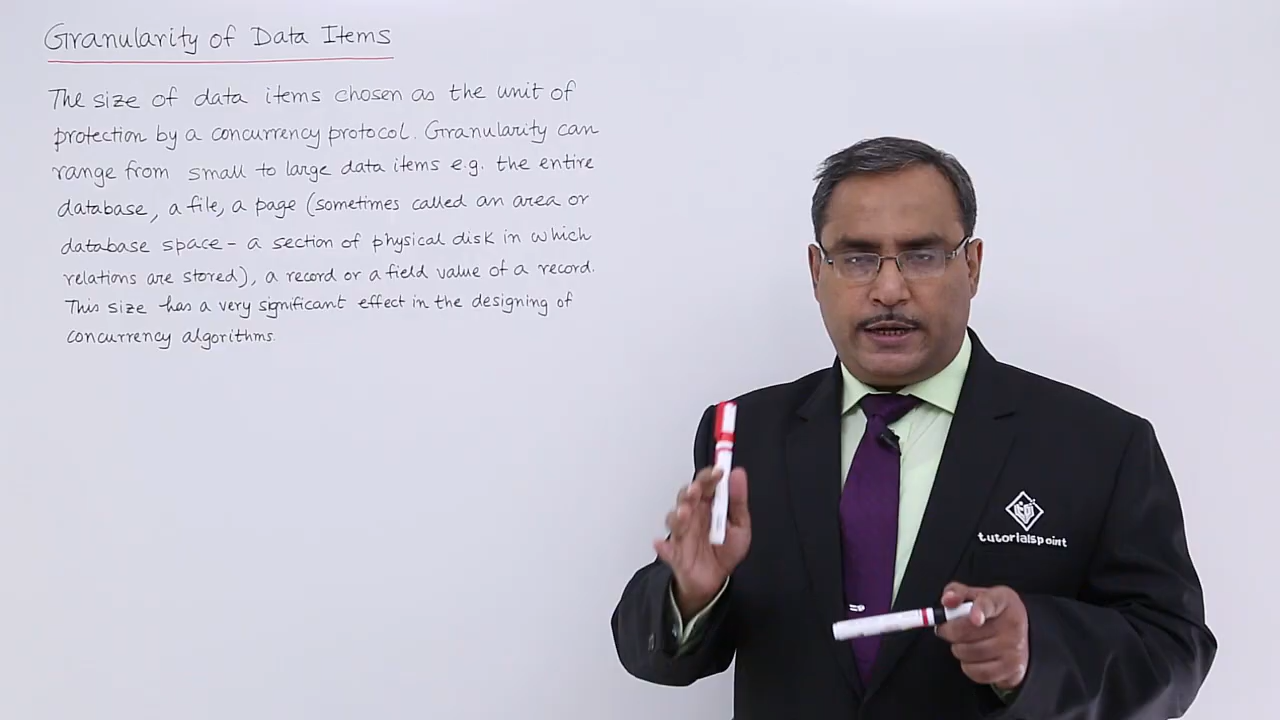 Granularity of Data Items
The size of data items chosen as the unit of
protection by a concurrency protocol. Granularity can
range from small to large data items e.g. the entire
database, a file, a page (sometimes called an area or
database space - a section of physical disk in which
relations are stored), a record or a field value of a record.
This size has a very significant effect in the designing of
concurrency algorithms.
tutorialspoint